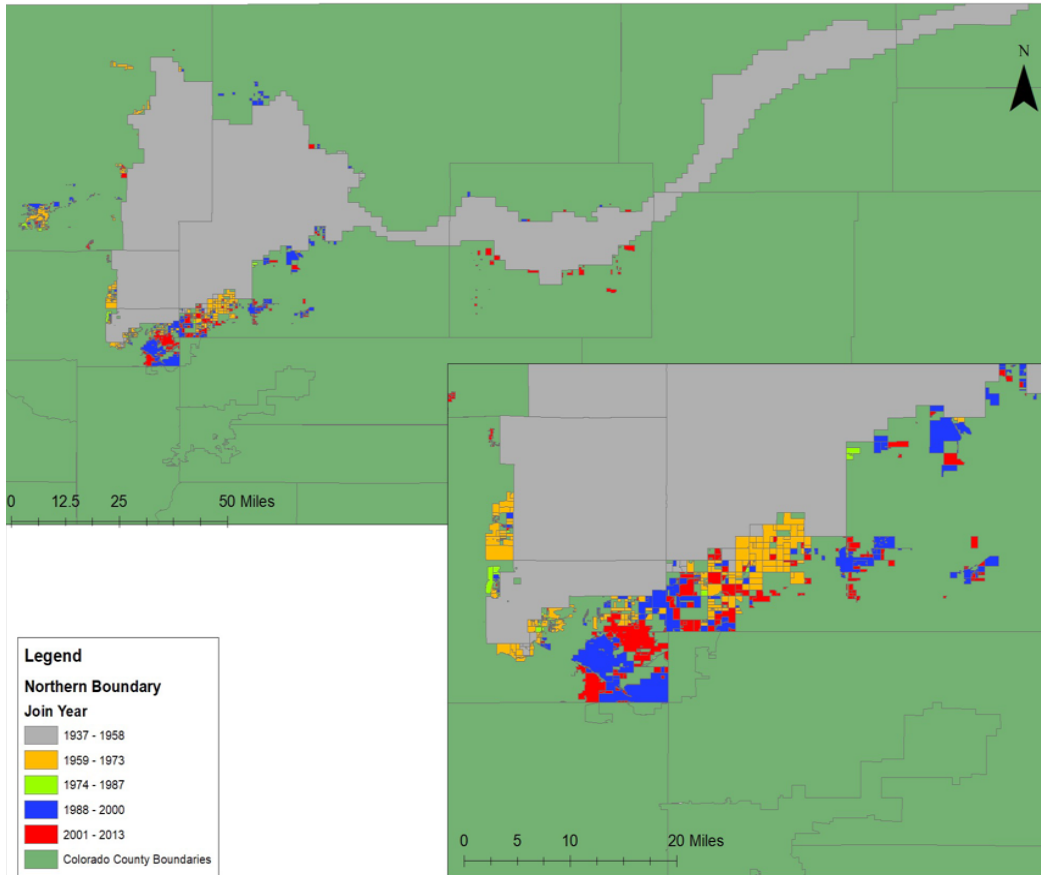 N
0 12.5 25 50 Miles
Legend
Northern Boundary
Join Year
1937 - 1958
1959 - 1973
1974 - 1987
1988 - 2000
2001 - 2013
Colorado County Boundaries
0 5 10 20 Miles